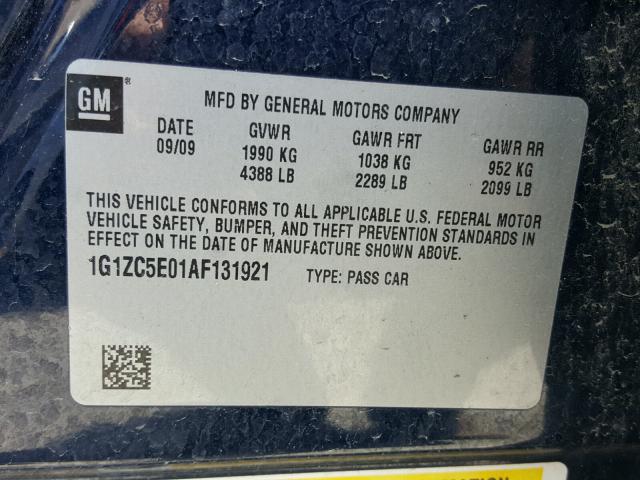 GM ®
MFD BY GENERAL MOTORS COMPANY
DATE GVWR GAWR FRT GAWR RR
09/09 1990 KG 1038 KG 952 KG
4388 LB 2289 LB 2099 LB
THIS VEHICLE CONFORMS TO ALL APPLICABLE U.S. FEDERAL MOTOR
VEHICLE SAFETY, BUMPER, AND THEFT PREVENTION STANDARDS IN
EFFECT ON THE DATE OF MANUFACTURE SHOWN ABOVE.
1G1ZC5E01AF131921 TYPE: PASS CAR